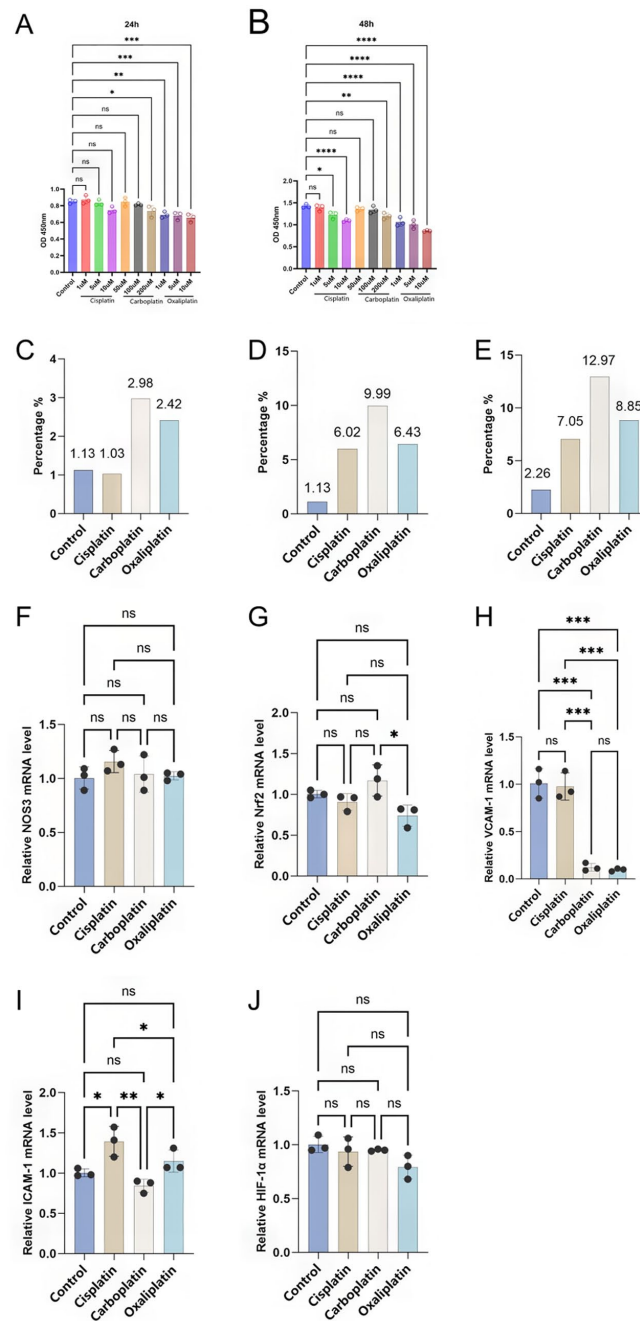 A
24h
***
***
**
*
ns
ns
ns
ns
ns
OD 450nm
1.0
0.8
0.6
0.4
0.2
0.0
Control
1uM
5uM
10uM
50uM
100uM
200uM
1uM
5uM
10uM
Cisplatin
Carboplatin
Oxaliplatin
B
48h
****
****
****
**
ns
ns
****
*
ns
OD 450nm
2.0
1.5
1.0
0.5
0.0
Control
1uM
5uM
10uM
50uM
100uM
200uM
1uM
5uM
10uM
Cisplatin
Carboplatin
Oxaliplatin
C
Percentage %
4
3
2
1
0
1.13
1.03
2.98
2.42
Control
Cisplatin
Carboplatin
Oxaliplatin
D
Percentage %
15
10
5
0
1.13
6.02
9.99
6.43
Control
Cisplatin
Carboplatin
Oxaliplatin
E
Percentage %
15
10
5
0
2.26
7.05
12.97
8.85
Control
Cisplatin
Carboplatin
Oxaliplatin
F
ns
ns
ns
ns
ns
ns
Relative NOS3 mRNA level
1.5
1.0
0.5
0.0
Control
Cisplatin
Carboplatin
Oxaliplatin
G
ns
ns
ns
ns
ns
*
Relative Nrf2 mRNA level
2.0
1.5
1.0
0.5
0.0
Control
Cisplatin
Carboplatin
Oxaliplatin
H
***
***
***
***
ns
ns
Relative VCAM-1 mRNA level
1.5
1.0
0.5
0.0
Control
Cisplatin
Carboplatin
Oxaliplatin
I
ns
*
ns
*
**
*
Relative ICAM-1 mRNA level
2.0
1.5
1.0
0.5
0.0
Control
Cisplatin
Carboplatin
Oxaliplatin
J
ns
ns
ns
ns
ns
ns
Relative HIF-1α mRNA level
1.5
1.0
0.5
0.0
Control
Cisplatin
Carboplatin
Oxaliplatin